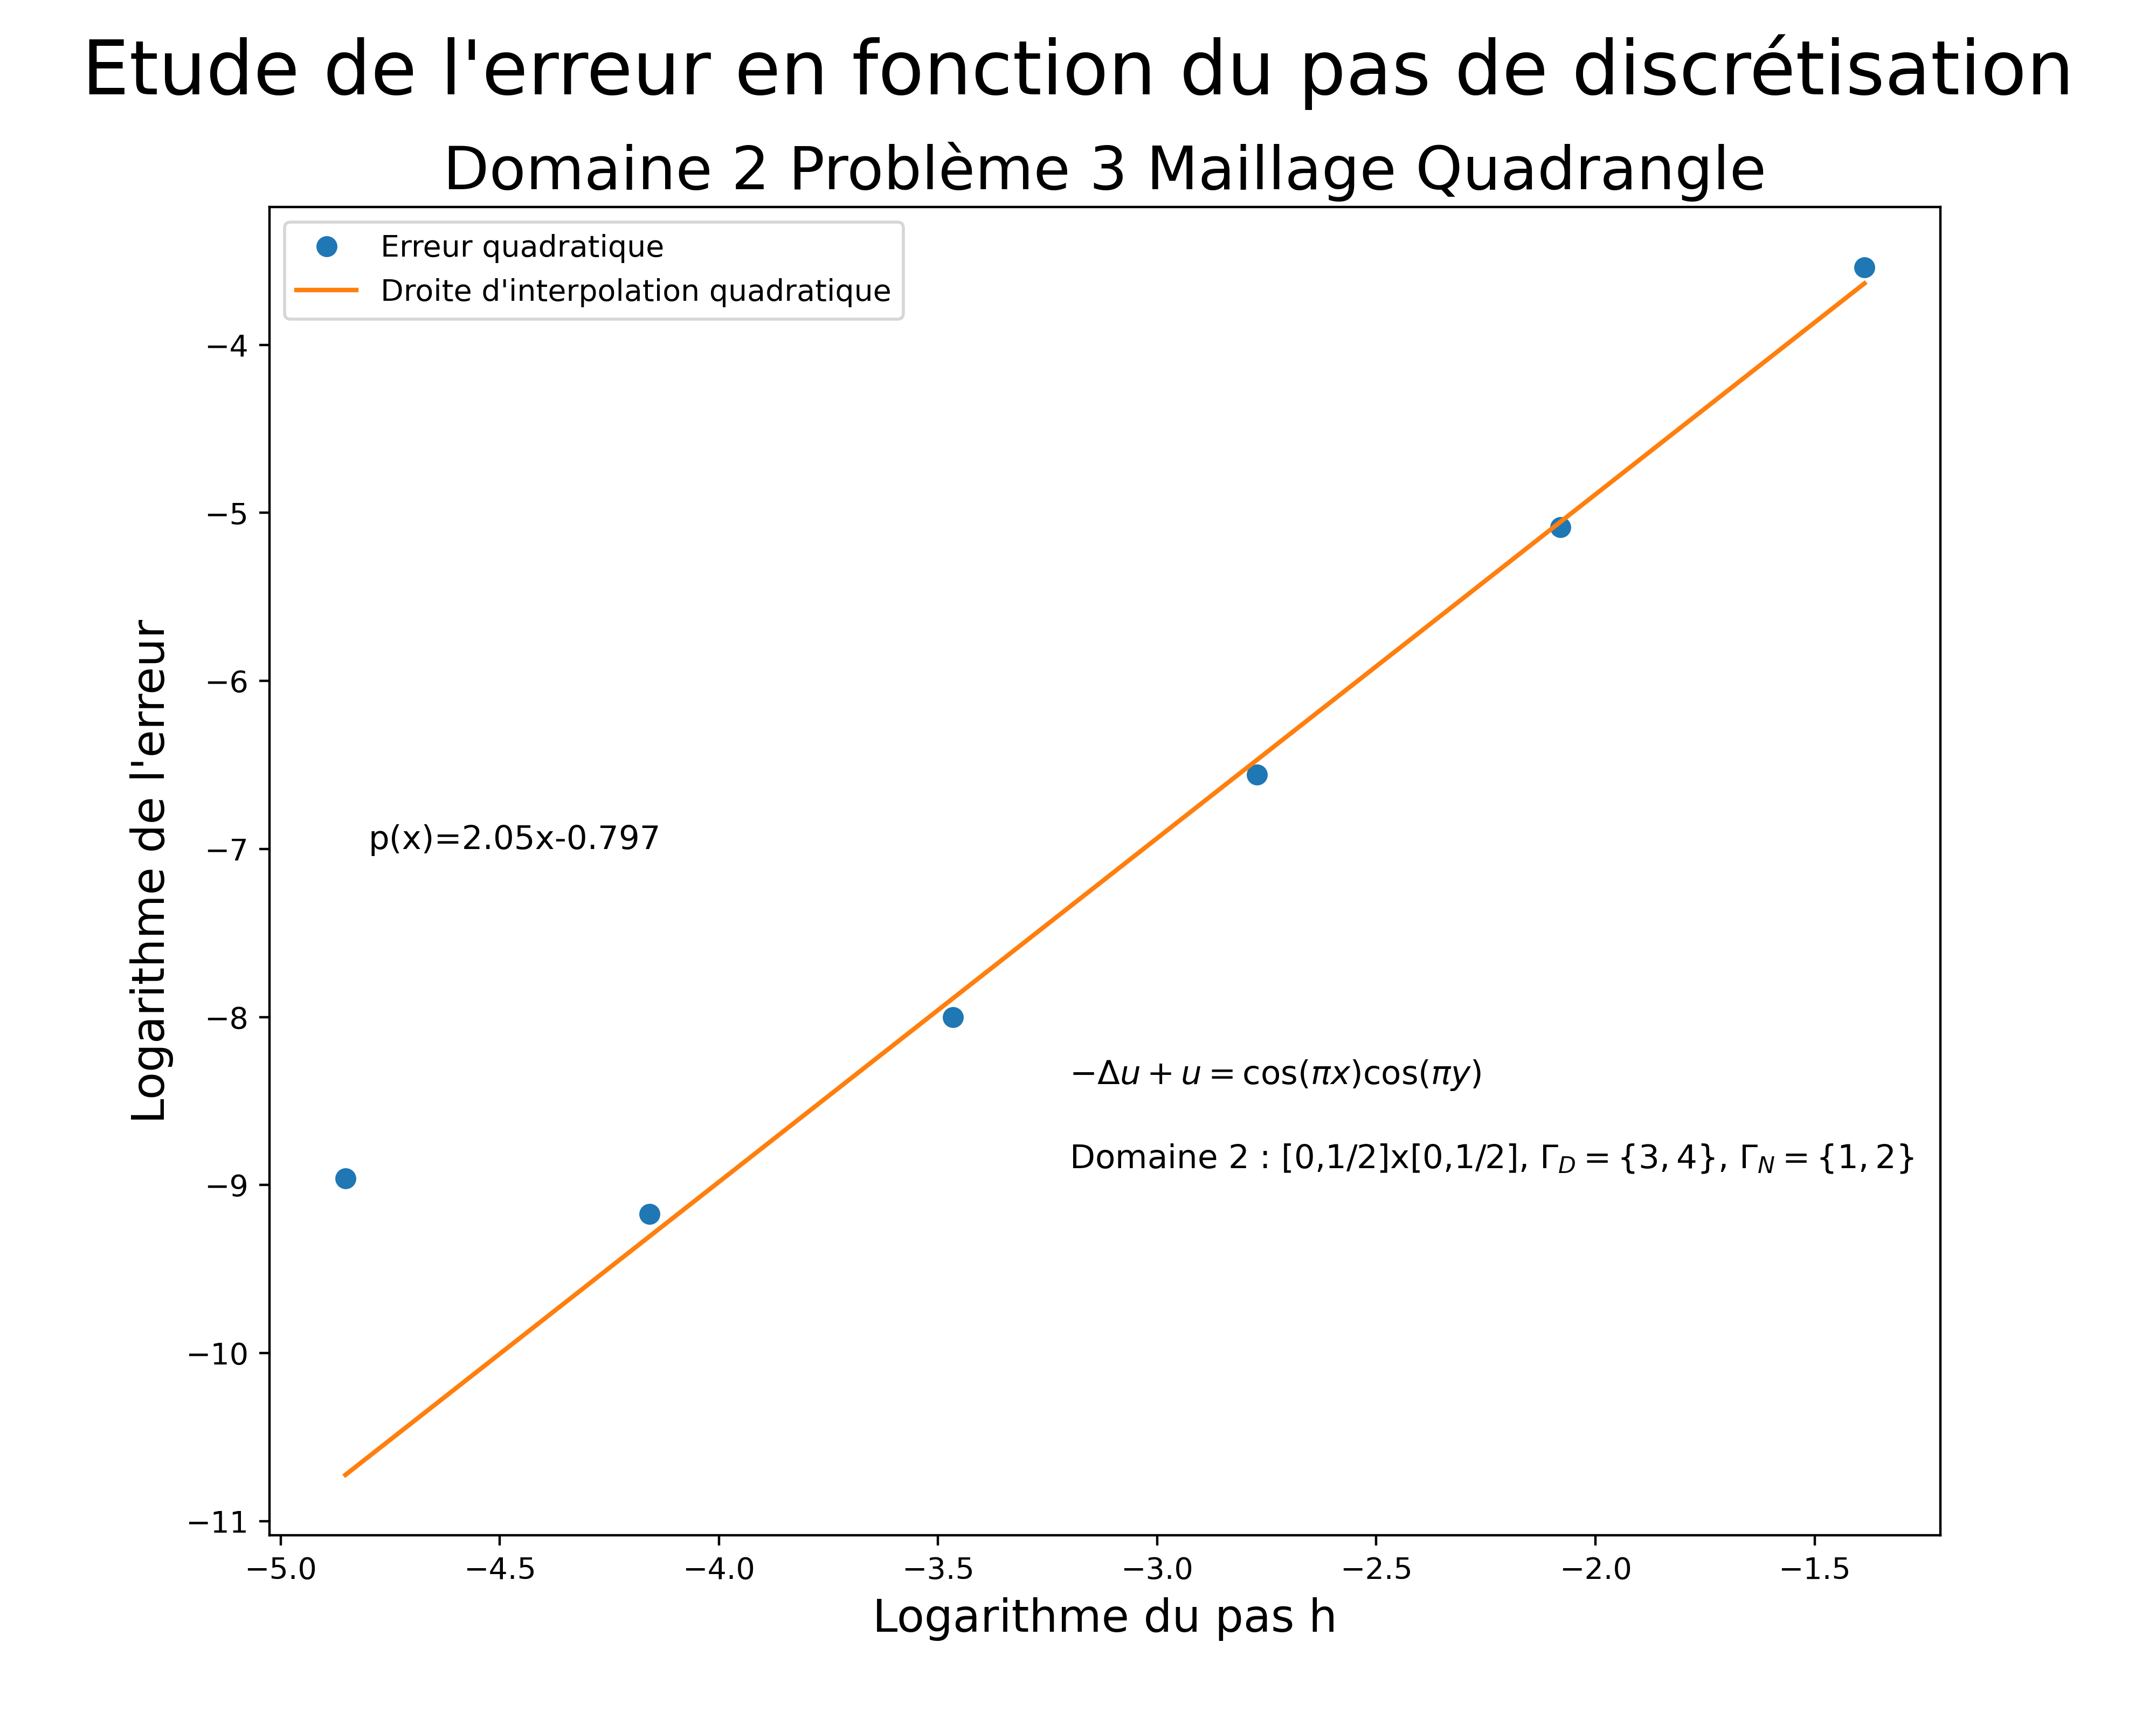 Etude de l'erreur en fonction du pas de discrétisation
Domaine 2 Problème 3 Maillage Quadrangle
Erreur quadratique
Droite d'interpolation quadratique
−4
−5
−6
−7
−8
−9
−10
−11
Logarithme de l'erreur
p(x)=2.05x-0.797
−Δu + u = cos(πx)cos(πy)
Domaine 2 : [0,1/2]x[0,1/2], Γ_D = {3, 4}, Γ_N = {1, 2}
−5.0 −4.5 −4.0 −3.5 −3.0 −2.5 −2.0 −1.5
Logarithme du pas h